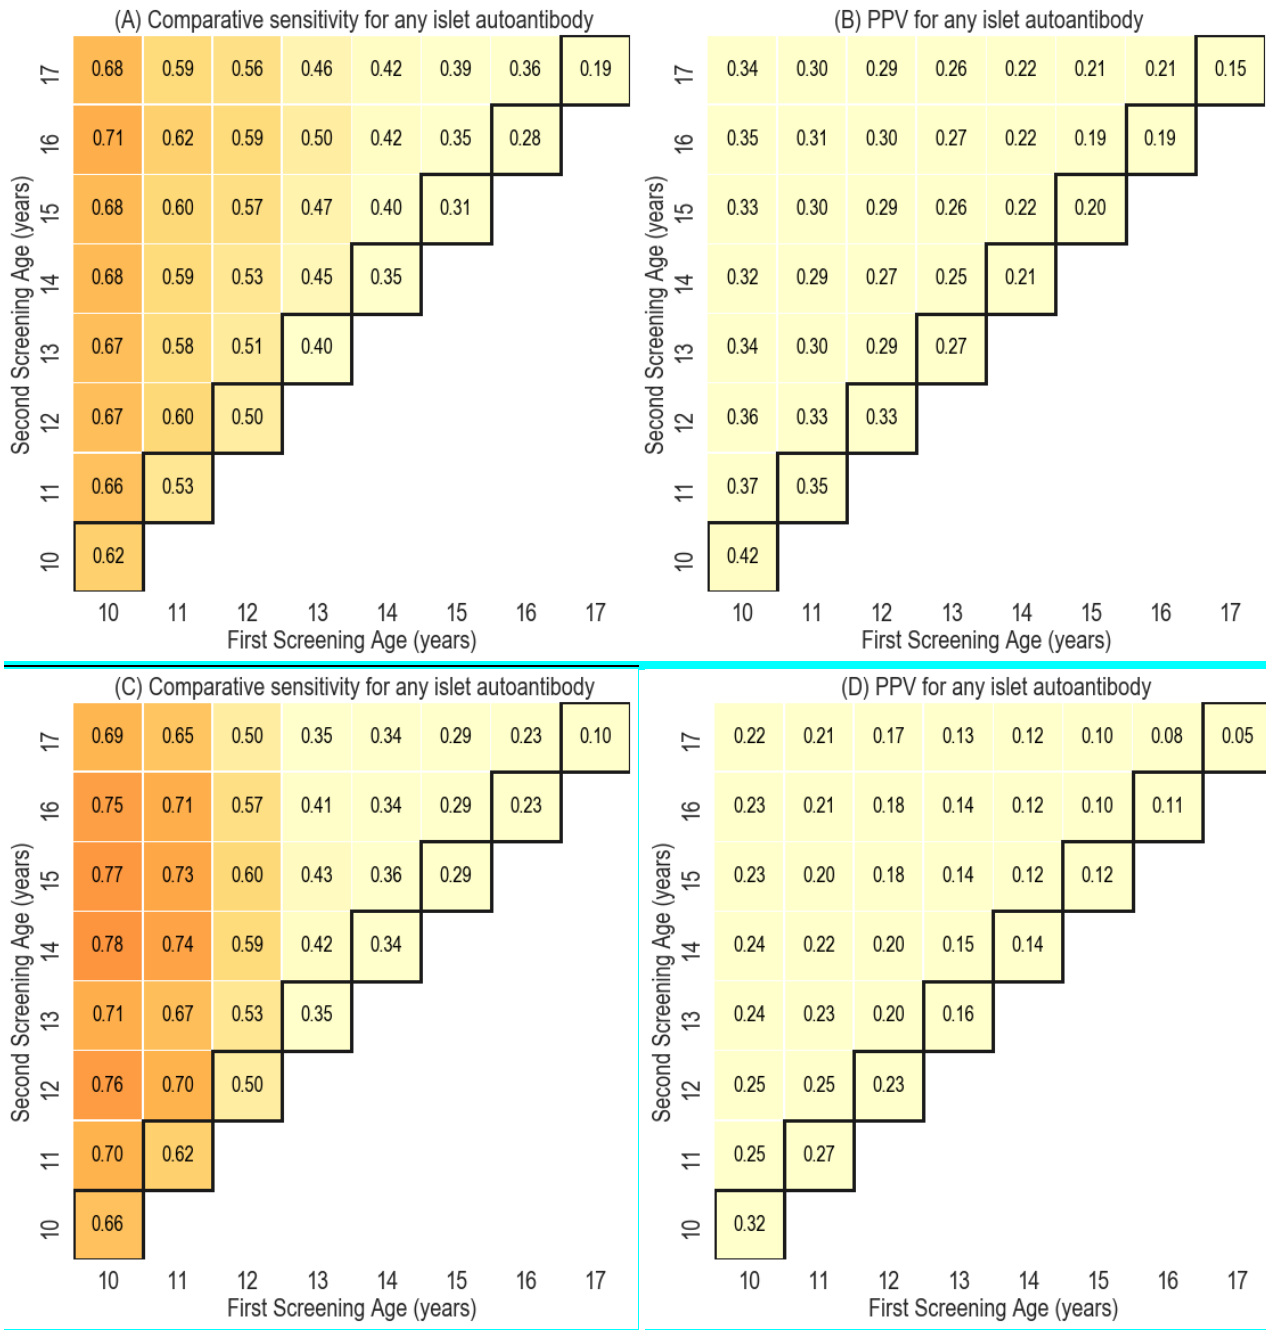 (A) Comparative sensitivity for any islet autoantibody
17 0.68 0.59 0.56 0.46 0.42 0.39 0.36 0.19
16 0.71 0.62 0.59 0.50 0.42 0.35 0.28
15 0.68 0.60 0.57 0.47 0.40 0.31
14 0.68 0.59 0.53 0.45 0.35
13 0.67 0.58 0.51 0.40
12 0.67 0.60 0.50
11 0.66 0.53
10 0.62
Second Screening Age (years)
10 11 12 13 14 15 16 17
First Screening Age (years)
(B) PPV for any islet autoantibody
17 0.34 0.30 0.29 0.26 0.22 0.21 0.21 0.15
16 0.35 0.31 0.30 0.27 0.22 0.19 0.19
15 0.33 0.30 0.29 0.26 0.22 0.20
14 0.32 0.29 0.27 0.25 0.21
13 0.34 0.30 0.29 0.27
12 0.36 0.33 0.33
11 0.37 0.35
10 0.42
Second Screening Age (years)
10 11 12 13 14 15 16 17
First Screening Age (years)
(C) Comparative sensitivity for any islet autoantibody
17 0.69 0.65 0.50 0.35 0.34 0.29 0.23 0.10
16 0.75 0.71 0.57 0.41 0.34 0.29 0.23
15 0.77 0.73 0.60 0.43 0.36 0.29
14 0.78 0.74 0.59 0.42 0.34
13 0.71 0.67 0.53 0.35
12 0.76 0.70 0.50
11 0.70 0.62
10 0.66
Second Screening Age (years)
10 11 12 13 14 15 16 17
First Screening Age (years)
(D) PPV for any islet autoantibody
17 0.22 0.21 0.17 0.13 0.12 0.10 0.08 0.05
16 0.23 0.21 0.18 0.14 0.12 0.10 0.11
15 0.23 0.20 0.18 0.14 0.12 0.12
14 0.24 0.22 0.20 0.15 0.14
13 0.24 0.23 0.20 0.16
12 0.25 0.25 0.23
11 0.25 0.27
10 0.32
Second Screening Age (years)
10 11 12 13 14 15 16 17
First Screening Age (years)